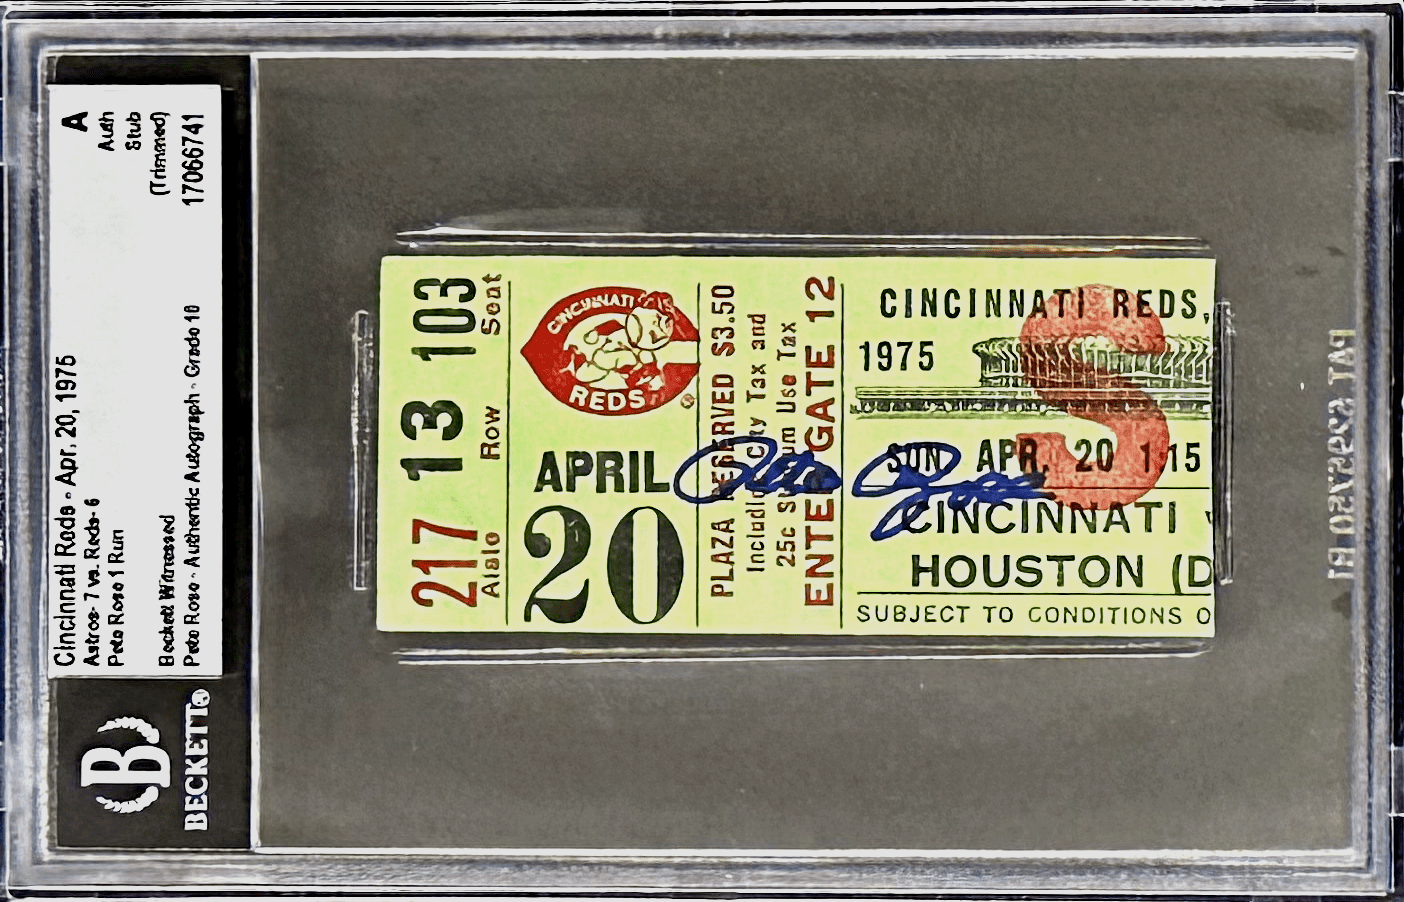 Cincinnati Reds - Apr. 20, 1975
Astros- 7 vs. Reds- 6
Pete Rose 1 Run
Beckett Witnessed
Pete Rose - Authentic Autograph - Grade 10
A
Auth
Stub
(Trimmed)
17066741
B
BECKETT®
217 13 103
Aisle Row Seat
CINCINNATI
REDS
®
APRIL
20
PLAZA RESERVED $3.50
Including City Tax and
25c Use Tax
ENTER GATE 12
CINCINNATI REDS,
1975
S
SUN. APR. 20 1:15
CINCINNATI
HOUSTON (D
SUBJECT TO CONDITIONS O
Pete Rose